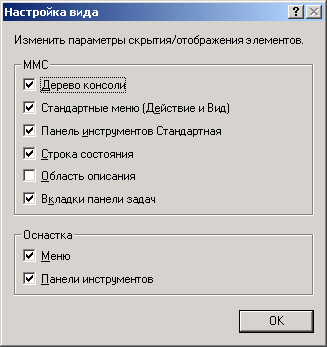 Настройка вида
Изменить параметры скрытия/отображения элементов.
MMC
Дерево консоли
Стандартные меню (Действие и Вид)
Панель инструментов Стандартная
Строка состояния
Область описания
Вкладки панели задач
Оснастка
Меню
Панели инструментов
OK